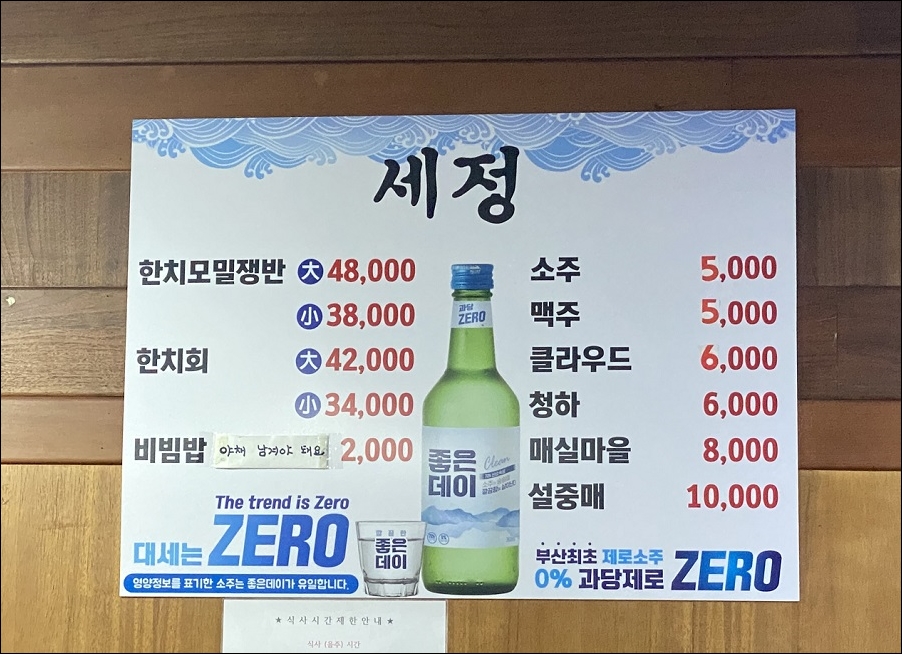 세정
한치모밀쟁반 大 48,000
小 38,000
한치회 大 42,000
小 34,000
비빔밥 야채 남겨야 돼요 2,000
소주 5,000
맥주 5,000
클라우드 6,000
청하 6,000
매실마을 8,000
설중매 10,000
과당
ZERO
좋은
데이
Clean
The trend is Zero
대세는 ZERO
영양정보를 표기한 소주는 좋은데이가 유일합니다.
깔끔한
좋은
데이
부산최초 제로소주
0% 과당제로 ZERO
★ 식사시간제한안내 ★
식사 (음주) 시간